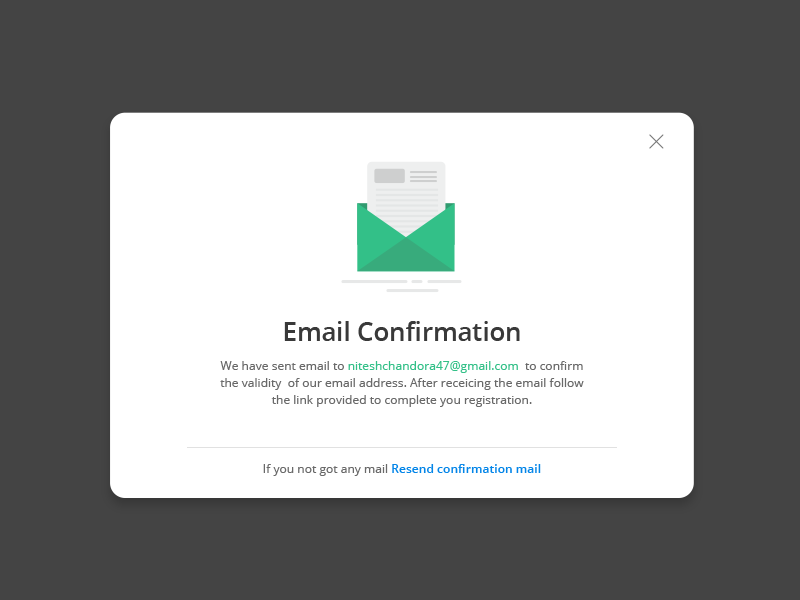 Email Confirmation
We have sent email to niteshchandora47@gmail.com  to confirm
the validity  of our email address. After receicing the email follow
the link provided to complete you registration.
If you not got any mail Resend confirmation mail